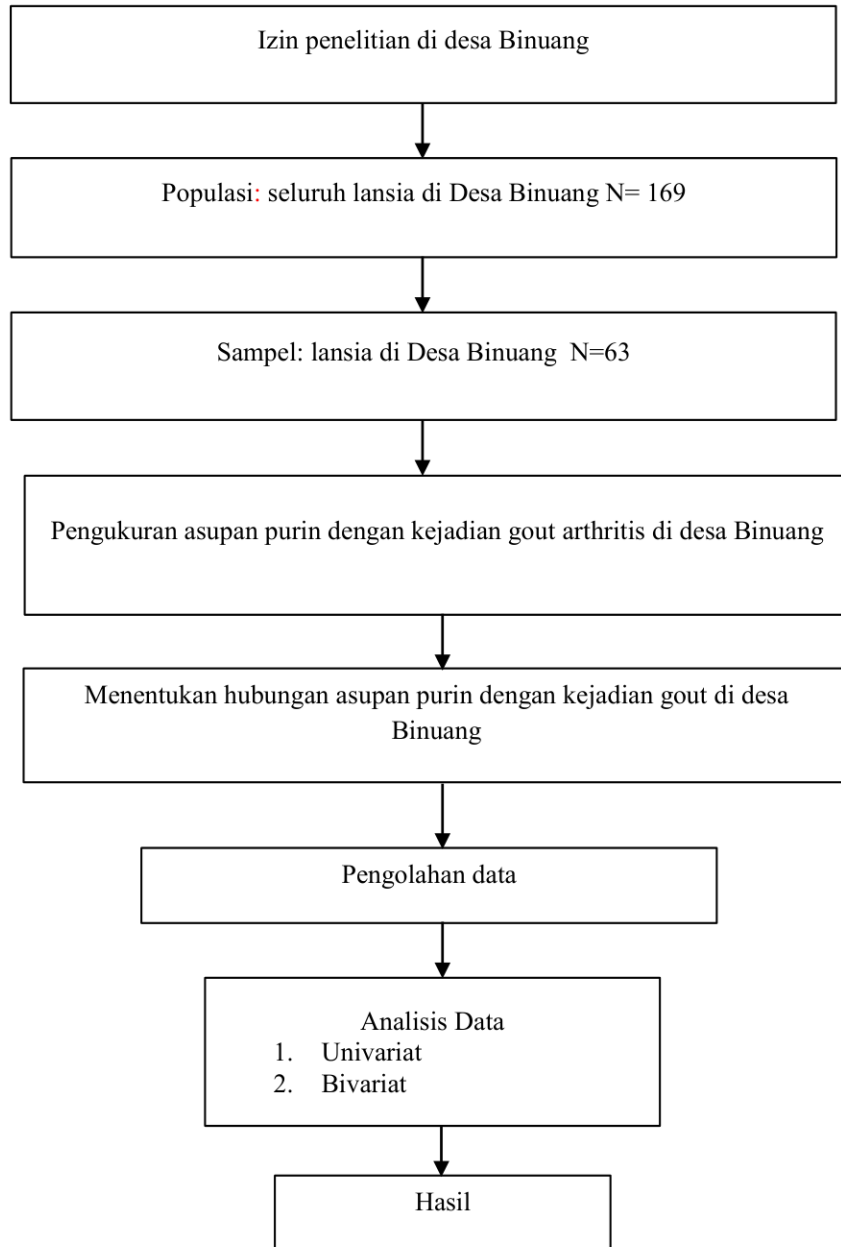 Izin penelitian di desa Binuang
Populasi: seluruh lansia di Desa Binuang N= 169
Sampel: lansia di Desa Binuang N=63
Pengukuran asupan purin dengan kejadian gout arthritis di desa Binuang
Menentukan hubungan asupan purin dengan kejadian gout di desa
Binuang
Pengolahan data
Analisis Data
1. Univariat
2. Bivariat
Hasil